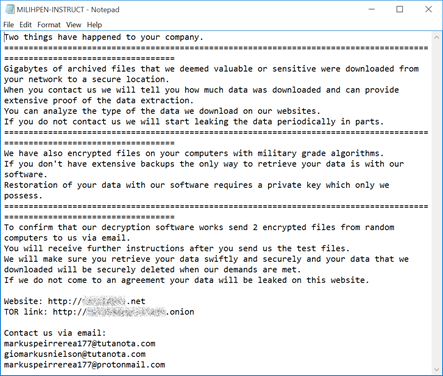 MILIHPEN-INSTRUCT - Notepad
File Edit Format View Help
Two things have happened to your company.
========================================================================================
===================================
Gigabytes of archived files that we deemed valuable or sensitive were downloaded from
your network to a secure location.
When you contact us we will tell you how much data was downloaded and can provide
extensive proof of the data extraction.
You can analyze the type of the data we download on our websites.
If you do not contact us we will start leaking the data periodically in parts.
========================================================================================
===================================
We have also encrypted files on your computers with military grade algorithms.
If you don't have extensive backups the only way to retrieve your data is with our
software.
Restoration of your data with our software requires a private key which only we
possess.
========================================================================================
===================================
To confirm that our decryption software works send 2 encrypted files from random
computers to us via email.
You will receive further instructions after you send us the test files.
We will make sure you retrieve your data swiftly and securely and your data that we
downloaded will be securely deleted when our demands are met.
If we do not come to an agreement your data will be leaked on this website.
Website: http://.net
TOR link: http://.onion
Contact us via email:
markuspeirrerea177@tutanota.com
giomarkusnielson@tutanota.com
markuspeirrerea177@protonmail.com